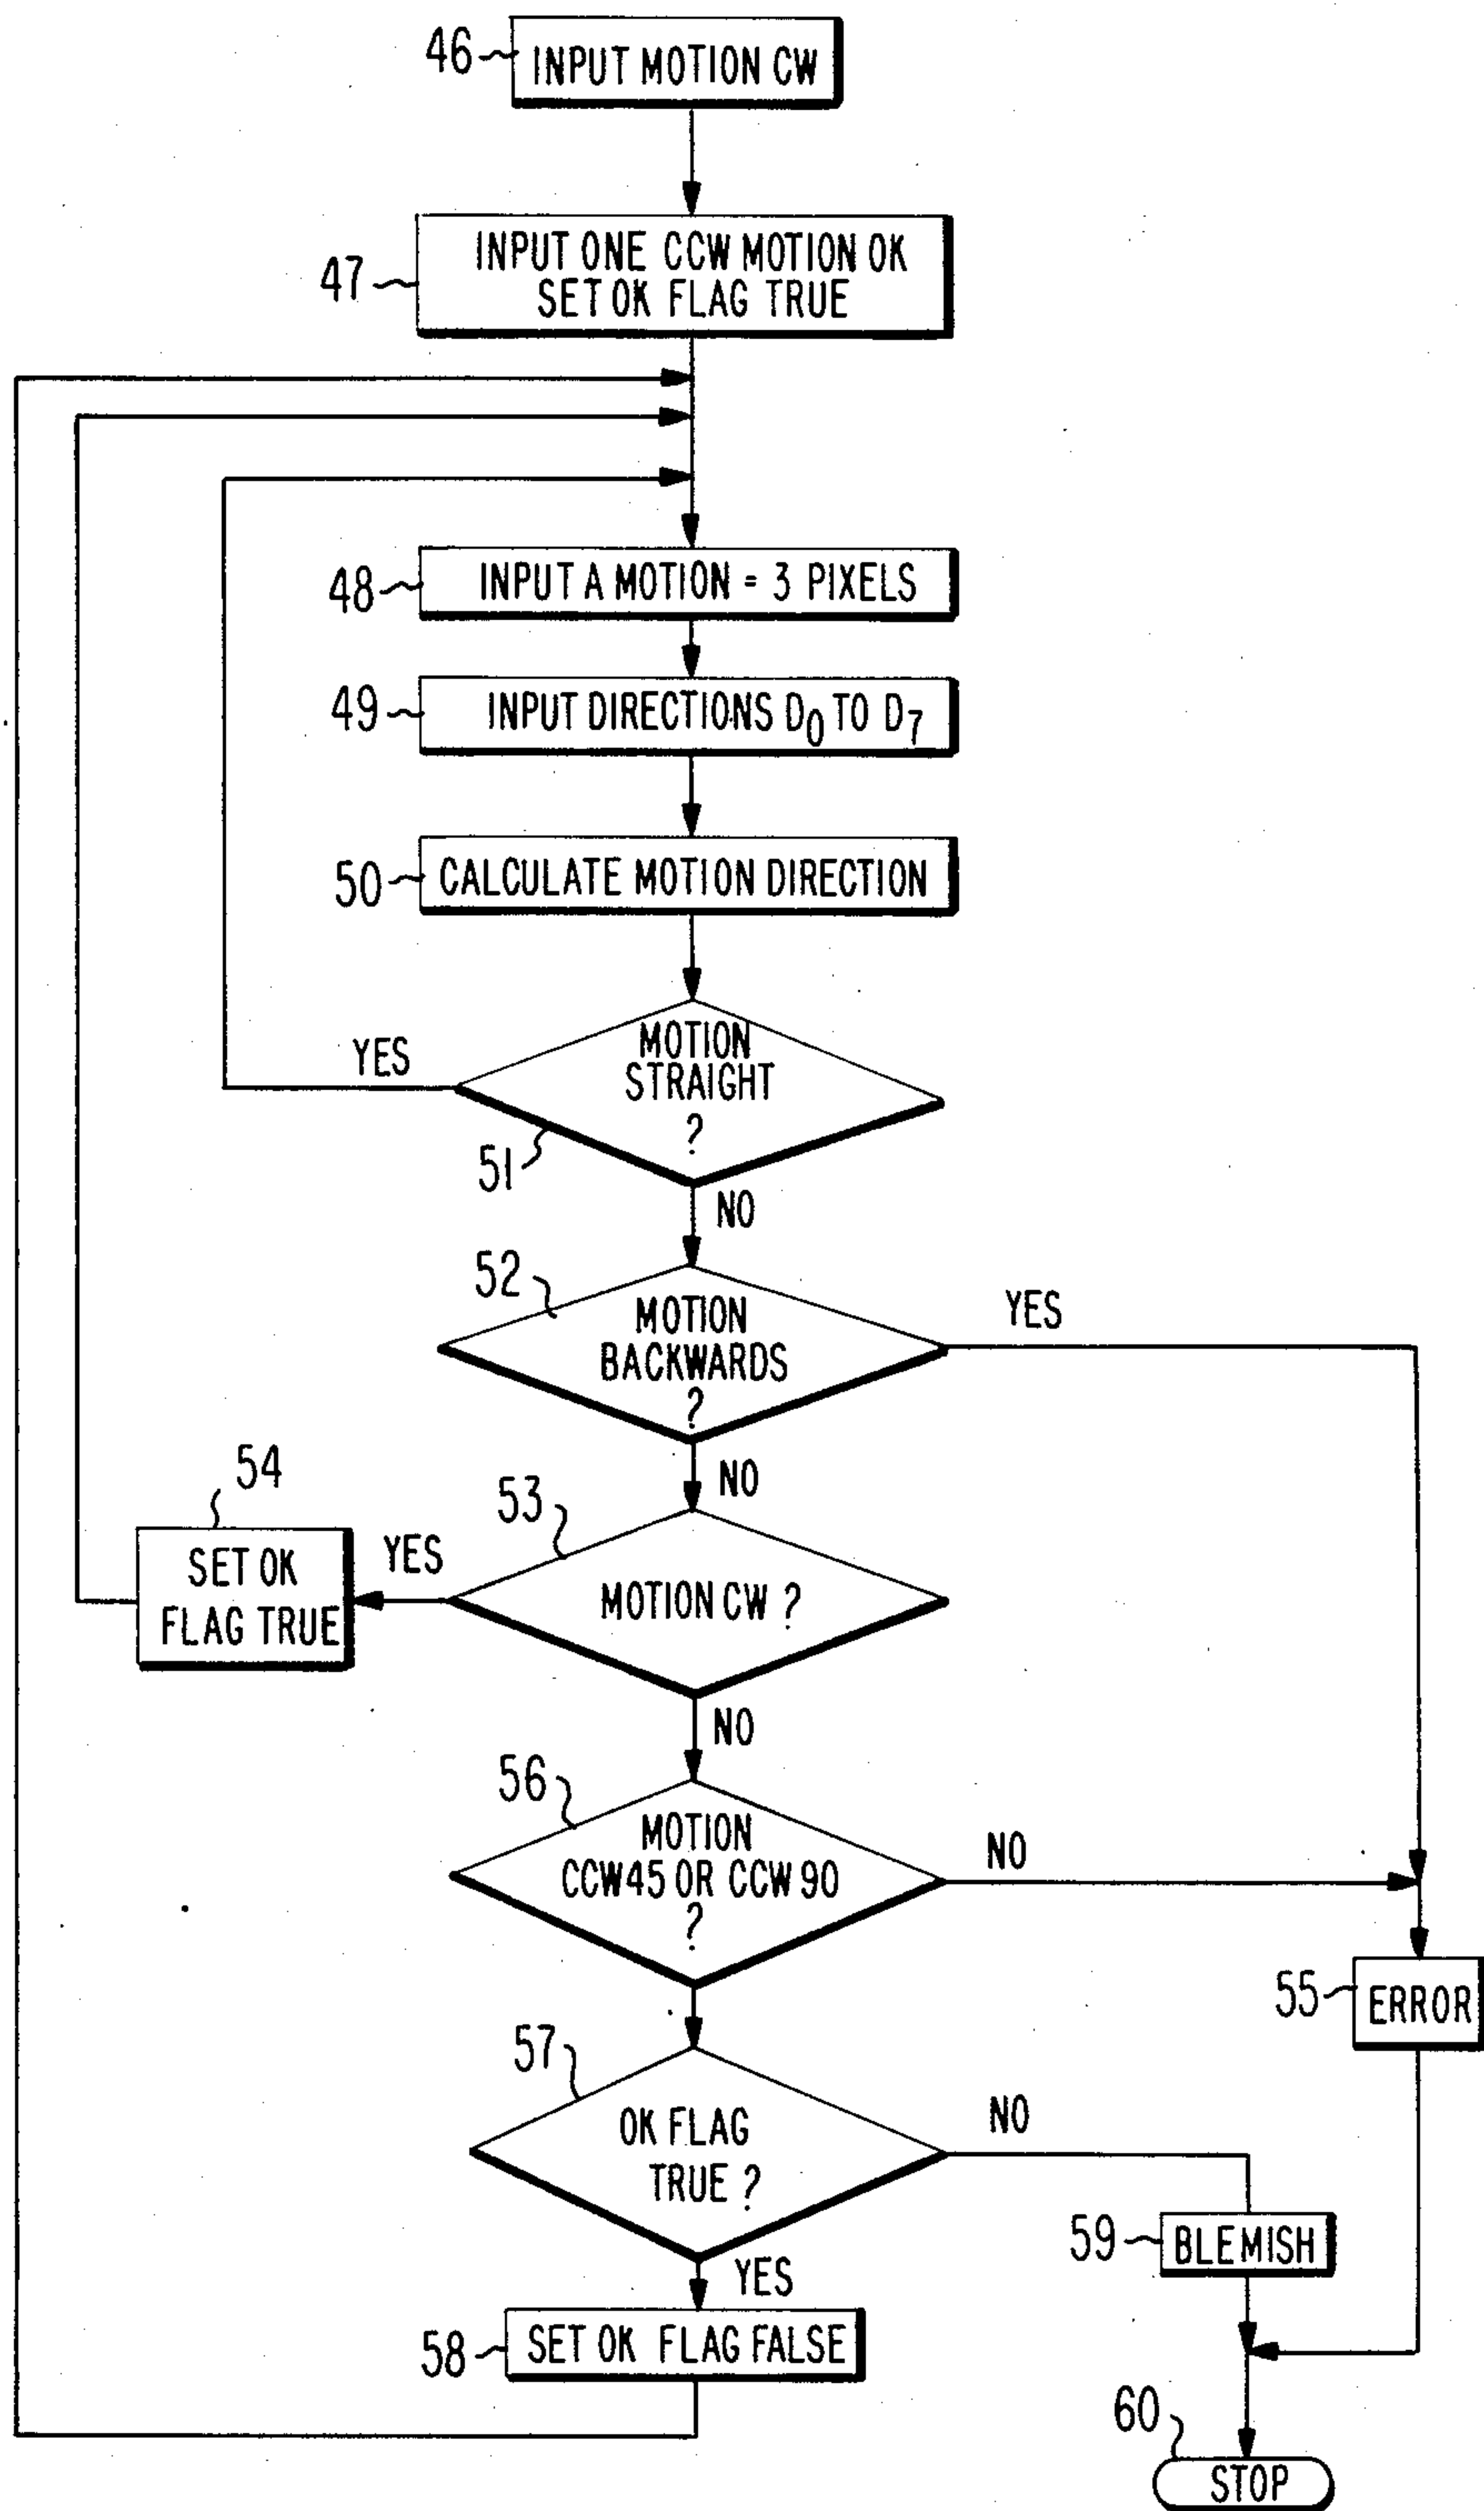 46
INPUT MOTION CW
47
INPUT ONE CCW MOTION OK
SET OK FLAG TRUE
48
INPUT A MOTION = 3 PIXELS
49
INPUT DIRECTIONS D0 TO D7
50
CALCULATE MOTION DIRECTION
MOTION
STRAIGHT
?
YES
51
NO
52
MOTION
BACKWARDS
?
YES
NO
53
MOTION CW ?
YES
54
SET OK
FLAG TRUE
NO
56
MOTION
CCW 45 OR CCW 90
?
NO
55
ERROR
57
OK FLAG
TRUE ?
NO
59
BLEMISH
YES
58
SET OK FLAG FALSE
60
STOP